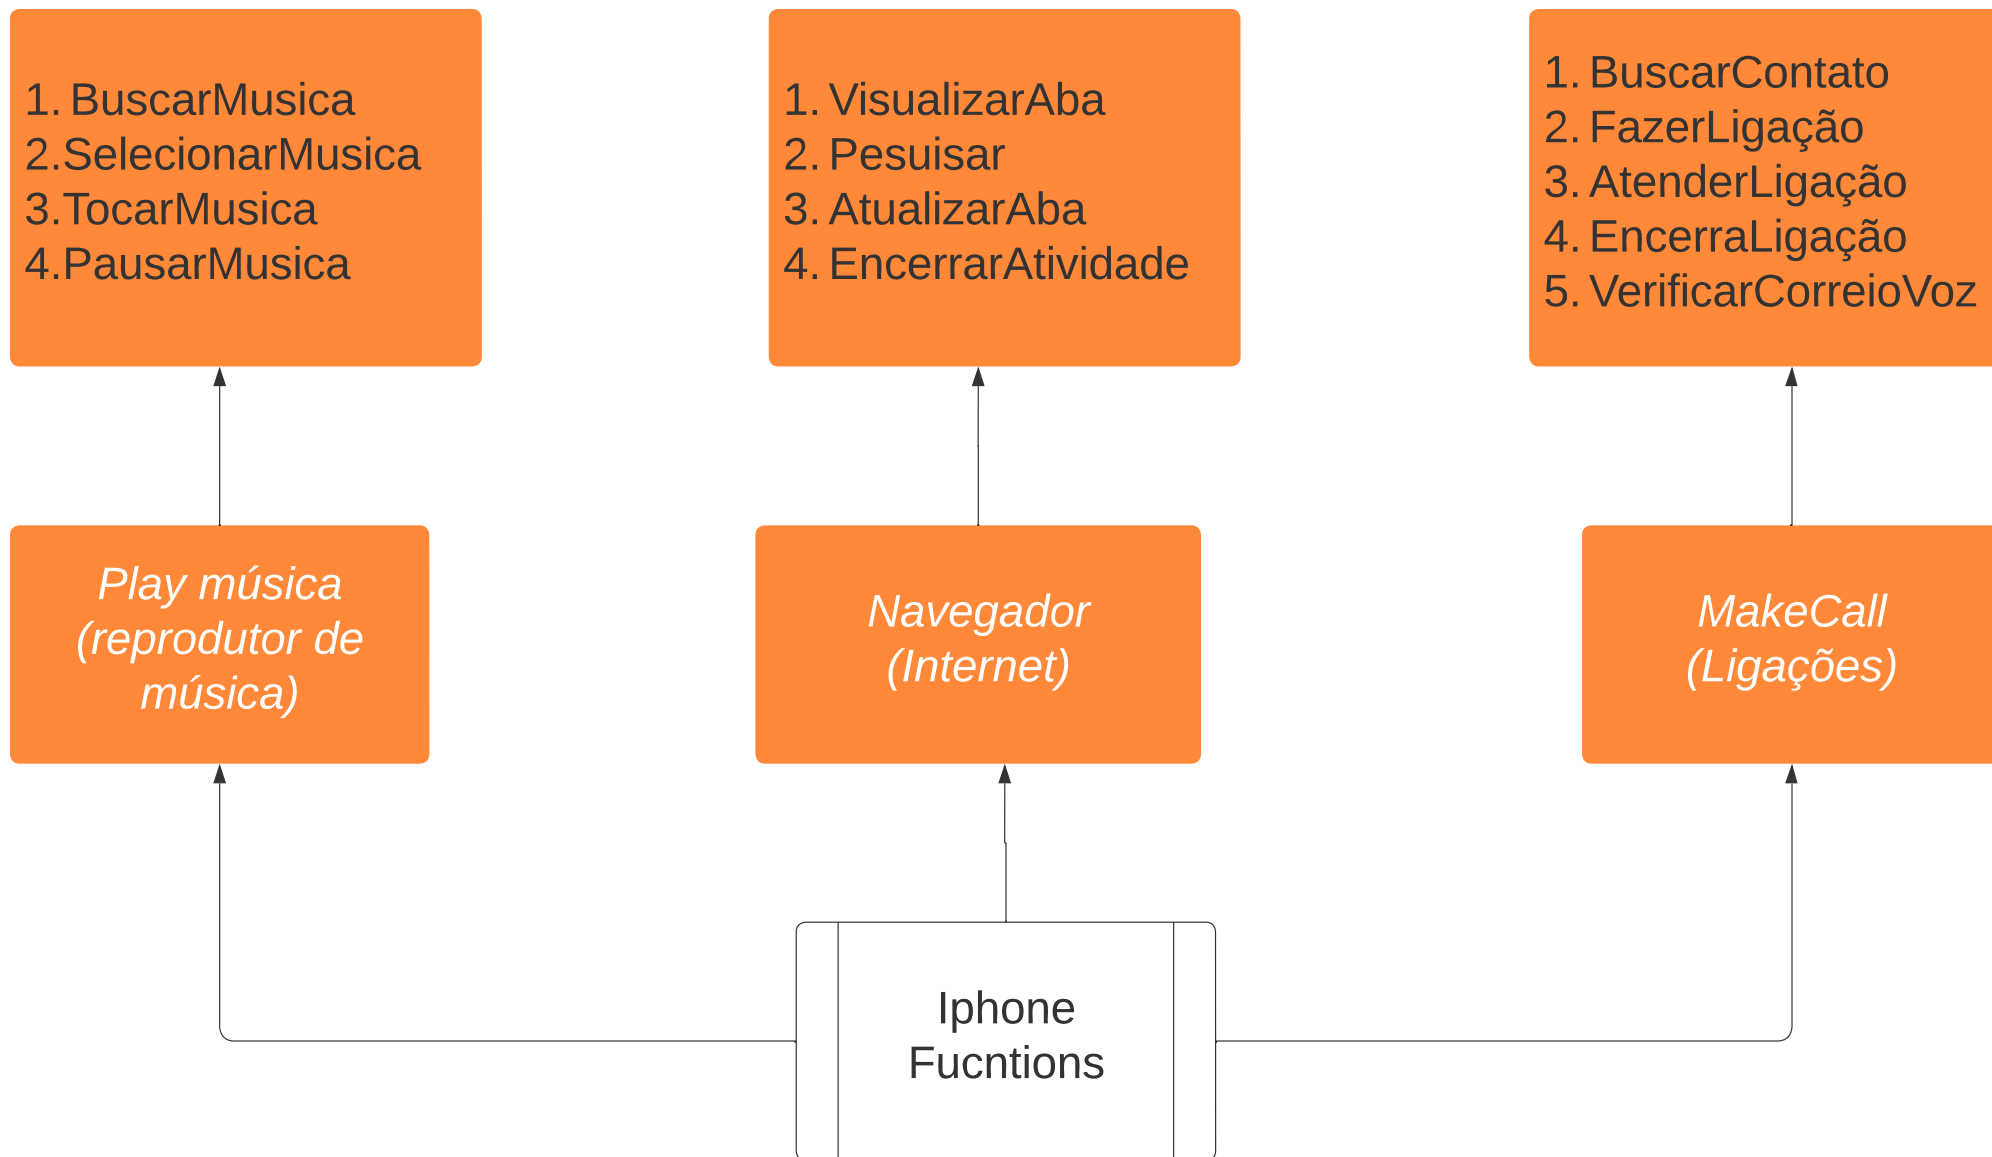 1. BuscarMusica
2.SelecionarMusica
3.TocarMusica
4.PausarMusica
1. VisualizarAba
2. Pesuisar
3. AtualizarAba
4. EncerrarAtividade
1. BuscarContato
2. FazerLigação
3. AtenderLigação
4. EncerraLigação
5. VerificarCorreioVoz
Play música
(reprodutor de
música)
Navegador
(Internet)
MakeCall
(Ligações)
Iphone
Fucntions